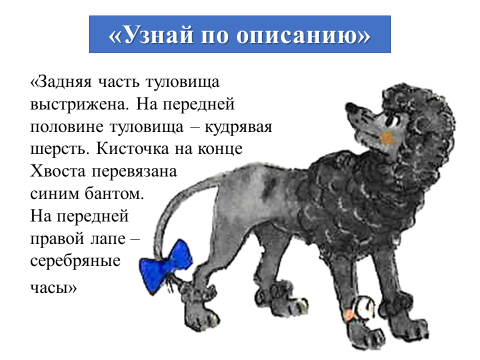 «Узнай по описанию»
«Задняя часть туловища
выстрижена. На передней
половине туловища – кудрявая
шерсть. Кисточка на конце
Хвоста перевязана
синим бантом.
На передней
правой лапе –
серебряные
часы»